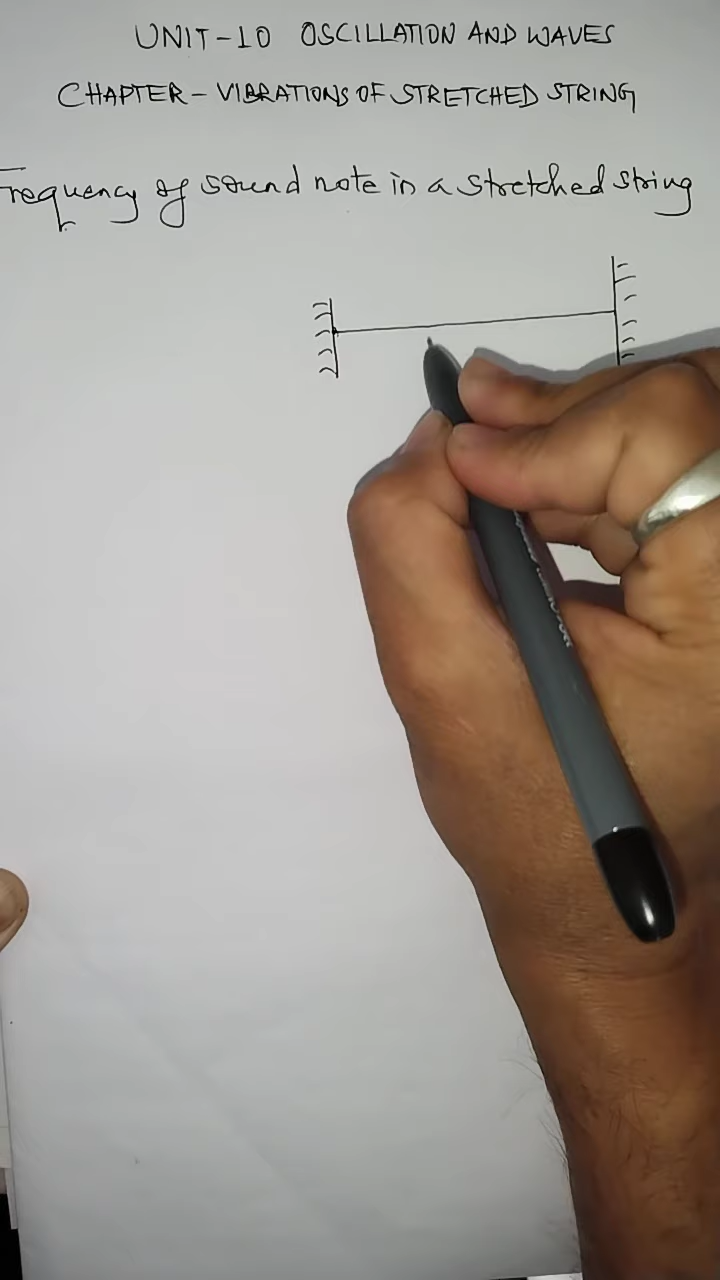 UNIT-10 OSCILLATION AND WAVES
CHAPTER - VIBRATIONS OF STRETCHED STRING
Frequency of sound note in a stretched string